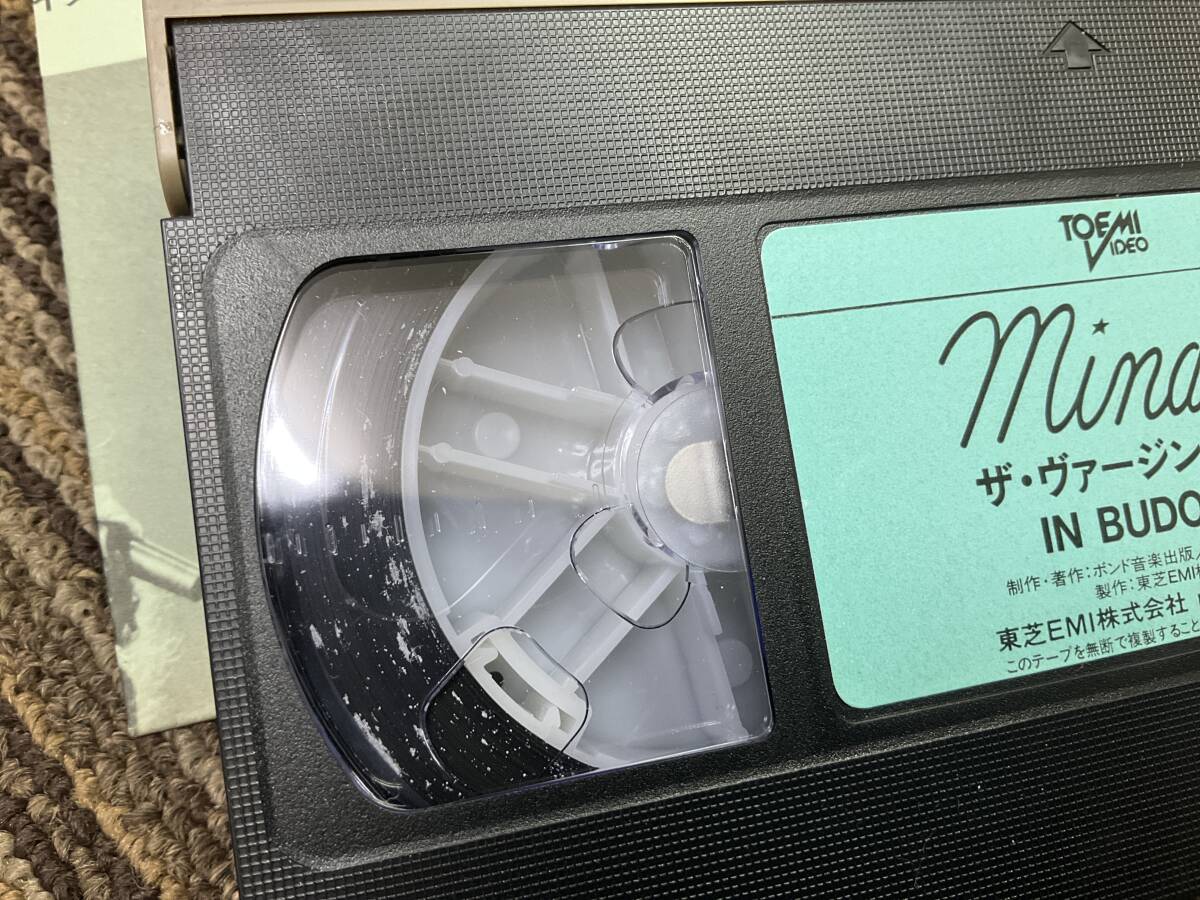 TOEMI
VIDEO
mina
ザ・ヴァージン
IN BUDO
制作・著作：ボンド音楽出版
製作：東芝EMI
東芝EMI株式会社
このテープを無断で複製すること